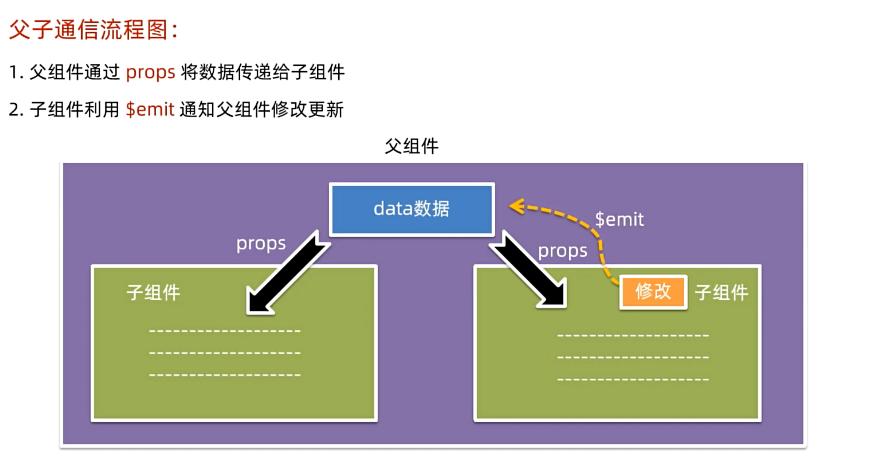 父子通信流程图：
1. 父组件通过 props 将数据传递给子组件
2. 子组件利用 $emit 通知父组件修改更新
父组件
data数据
$emit
props
props
子组件
修改
子组件